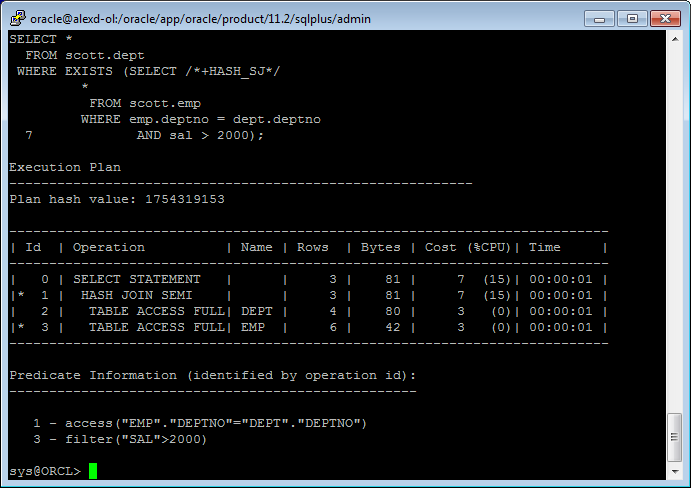 oracle@alexd-ol:/oracle/app/oracle/product/11.2/sqlplus/admin
SELECT *
  FROM scott.dept
 WHERE EXISTS (SELECT /*+HASH_SJ*/
         *
          FROM scott.emp
         WHERE emp.deptno = dept.deptno
  7             AND sal > 2000);
Execution Plan
----------------------------------------------------------
Plan hash value: 1754319153
---------------------------------------------------------------------------
| Id  | Operation          | Name | Rows  | Bytes | Cost (%CPU)| Time     |
---------------------------------------------------------------------------
|   0 | SELECT STATEMENT   |      |     3 |    81 |     7  (15)| 00:00:01 |
|*  1 |  HASH JOIN SEMI    |      |     3 |    81 |     7  (15)| 00:00:01 |
|   2 |   TABLE ACCESS FULL| DEPT |     4 |    80 |     3   (0)| 00:00:01 |
|*  3 |   TABLE ACCESS FULL| EMP  |     6 |    42 |     3   (0)| 00:00:01 |
---------------------------------------------------------------------------
Predicate Information (identified by operation id):
---------------------------------------------------
   1 - access("EMP"."DEPTNO"="DEPT"."DEPTNO")
   3 - filter("SAL">2000)
sys@ORCL>